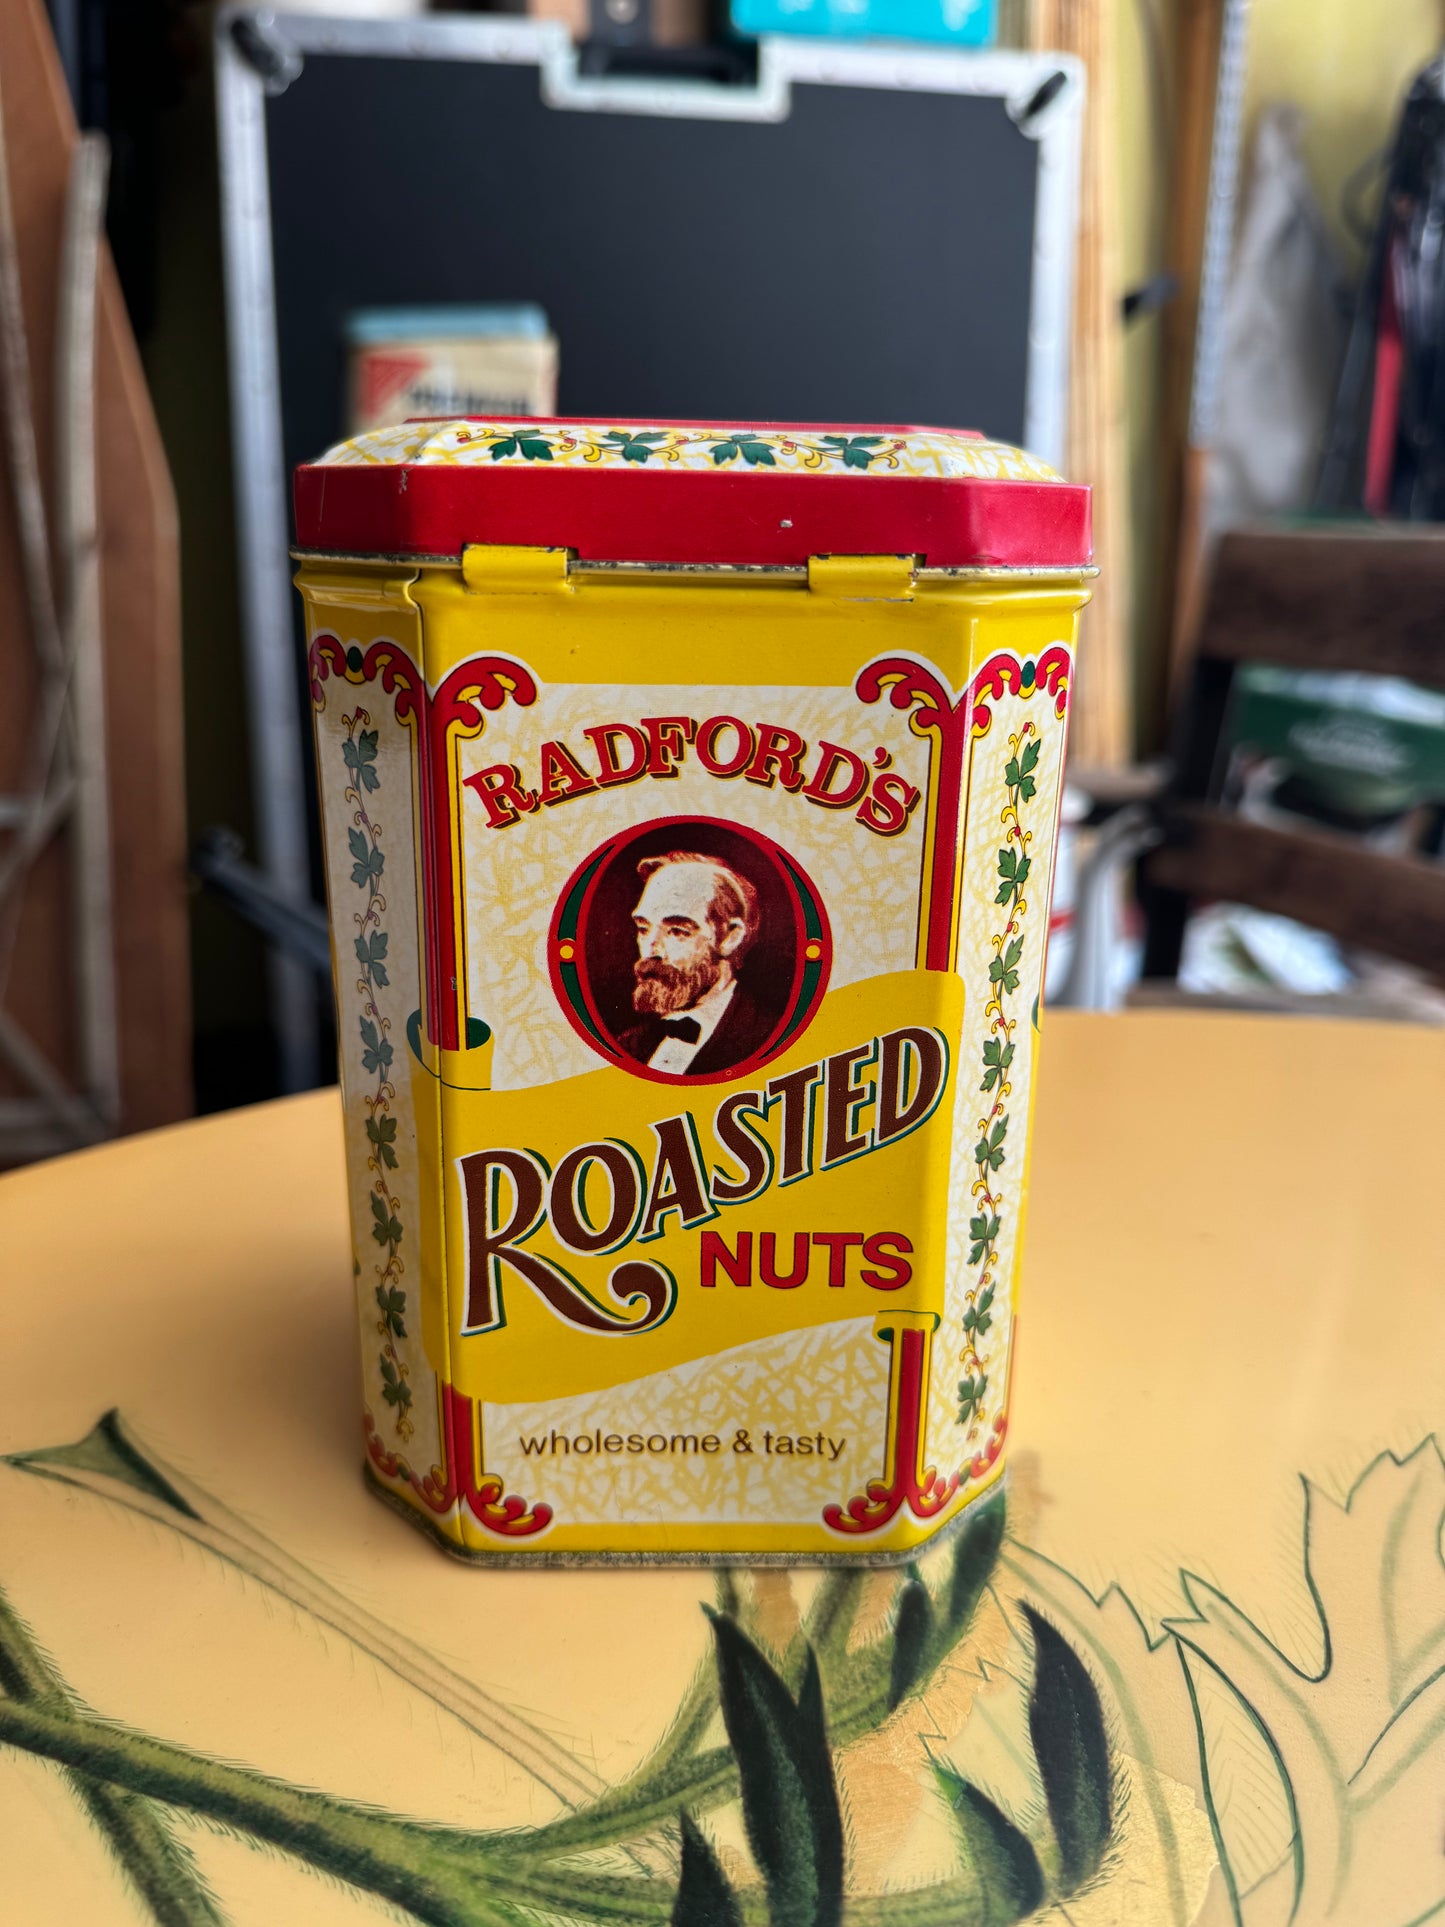 RADFORD'S
ROASTED
NUTS
wholesome & tasty